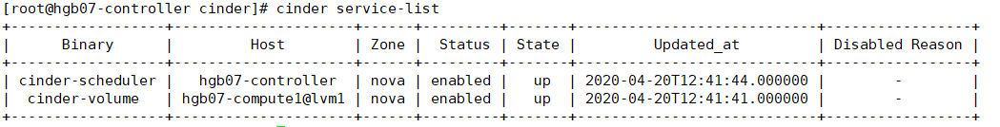 [root@hgb07-controller cinder]# cinder service-list
+------------------+--------------------+------+---------+-------+----------------------------+-----------------+
| Binary | Host | Zone | Status | State | Updated_at | Disabled Reason |
+------------------+--------------------+------+---------+-------+----------------------------+-----------------+
| cinder-scheduler | hgb07-controller | nova | enabled | up | 2020-04-20T12:41:44.000000 | - |
| cinder-volume | hgb07-compute1@lvm1 | nova | enabled | up | 2020-04-20T12:41:41.000000 | - |
+------------------+--------------------+------+---------+-------+----------------------------+-----------------+